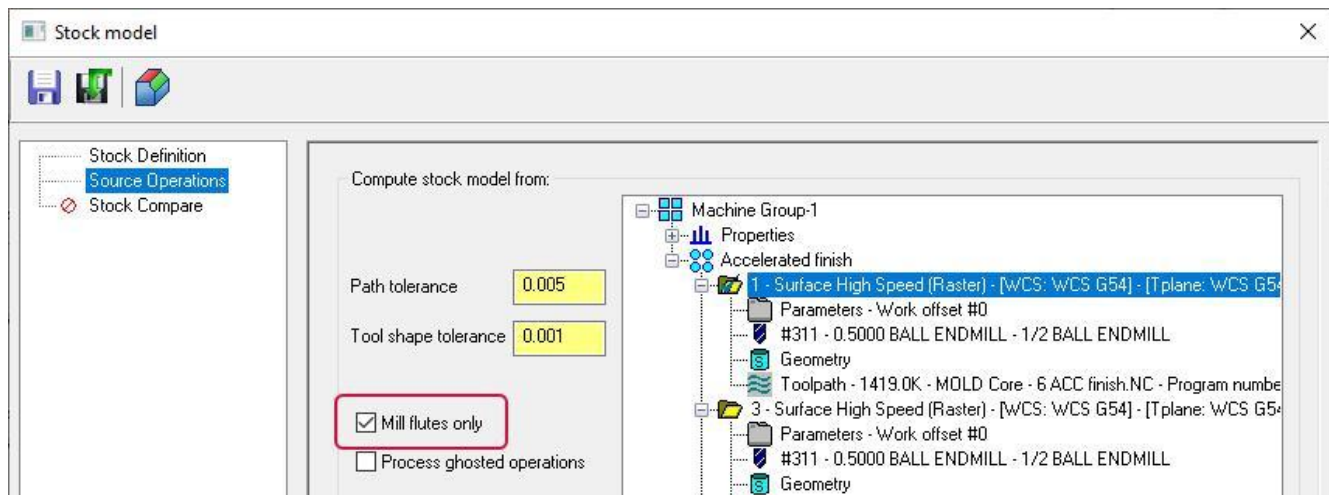 Stock model
Stock Definition
Source Operations
Stock Compare
Compute stock model from:
Path tolerance 0.005
Tool shape tolerance 0.001
Mill flutes only
Process ghosted operations
Machine Group-1
Properties
Accelerated finish
1 - Surface High Speed (Raster) - [WCS: WCS G54] - [Tplane: WCS G54
Parameters - Work offset #0
#311 - 0.5000 BALL ENDMILL - 1/2 BALL ENDMILL
Geometry
Toolpath - 1419.0K - MOLD Core - 6 ACC finish.NC - Program numbe
3 - Surface High Speed (Raster) - [WCS: WCS G54] - [Tplane: WCS G54
Parameters - Work offset #0
#311 - 0.5000 BALL ENDMILL - 1/2 BALL ENDMILL
Geometry